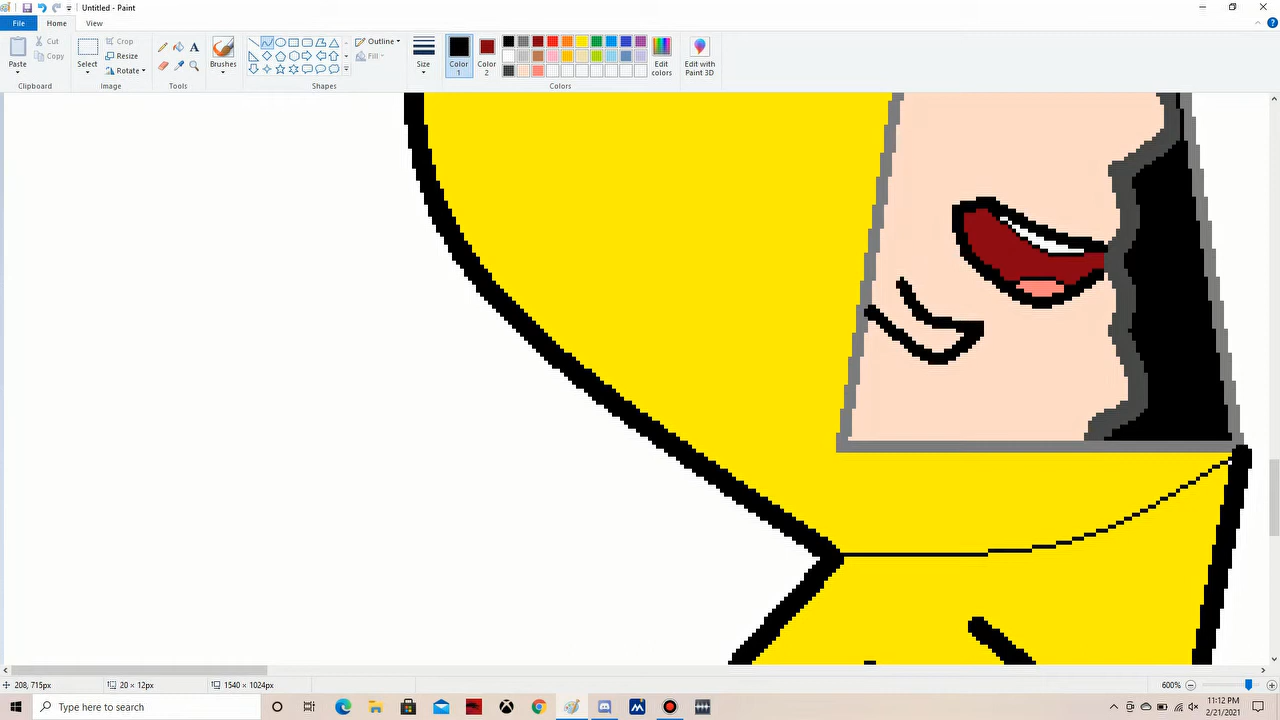 Untitled - Paint
File Home View
Paste
Cut
Copy
Clipboard
Select
Crop
Resize
Rotate
Image
A
Tools
Brushes
Outline
Fill
Shapes
Size
Color
1
Color
2
Edit
colors
Colors
Edit with
Paint 3D
208, 115px
20 × 12px
1540 × 1024px
600%
Type here to search
11:12 PM
2/21/2021